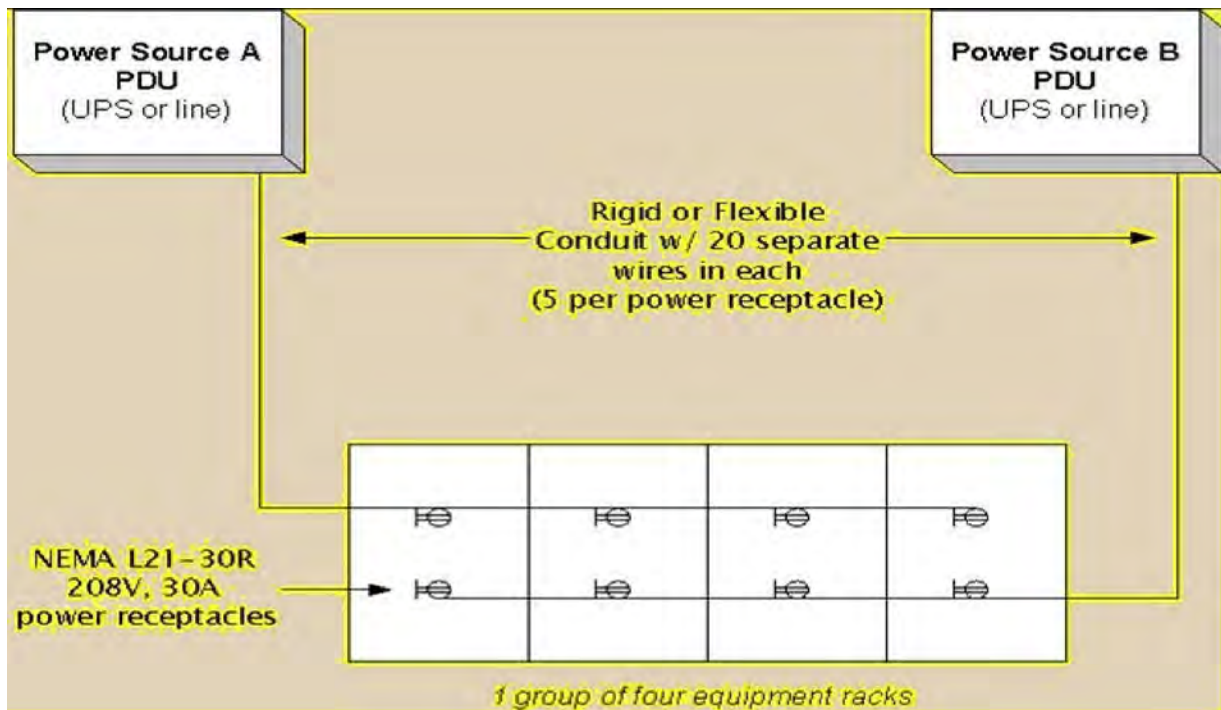 Power Source A
PDU
(UPS or line)
Power Source B
PDU
(UPS or line)
Rigid or Flexible
Conduit w/ 20 separate
wires in each
(5 per power receptacle)
NEMA L21-30R
208V, 30A
power receptacles
1 group of four equipment racks